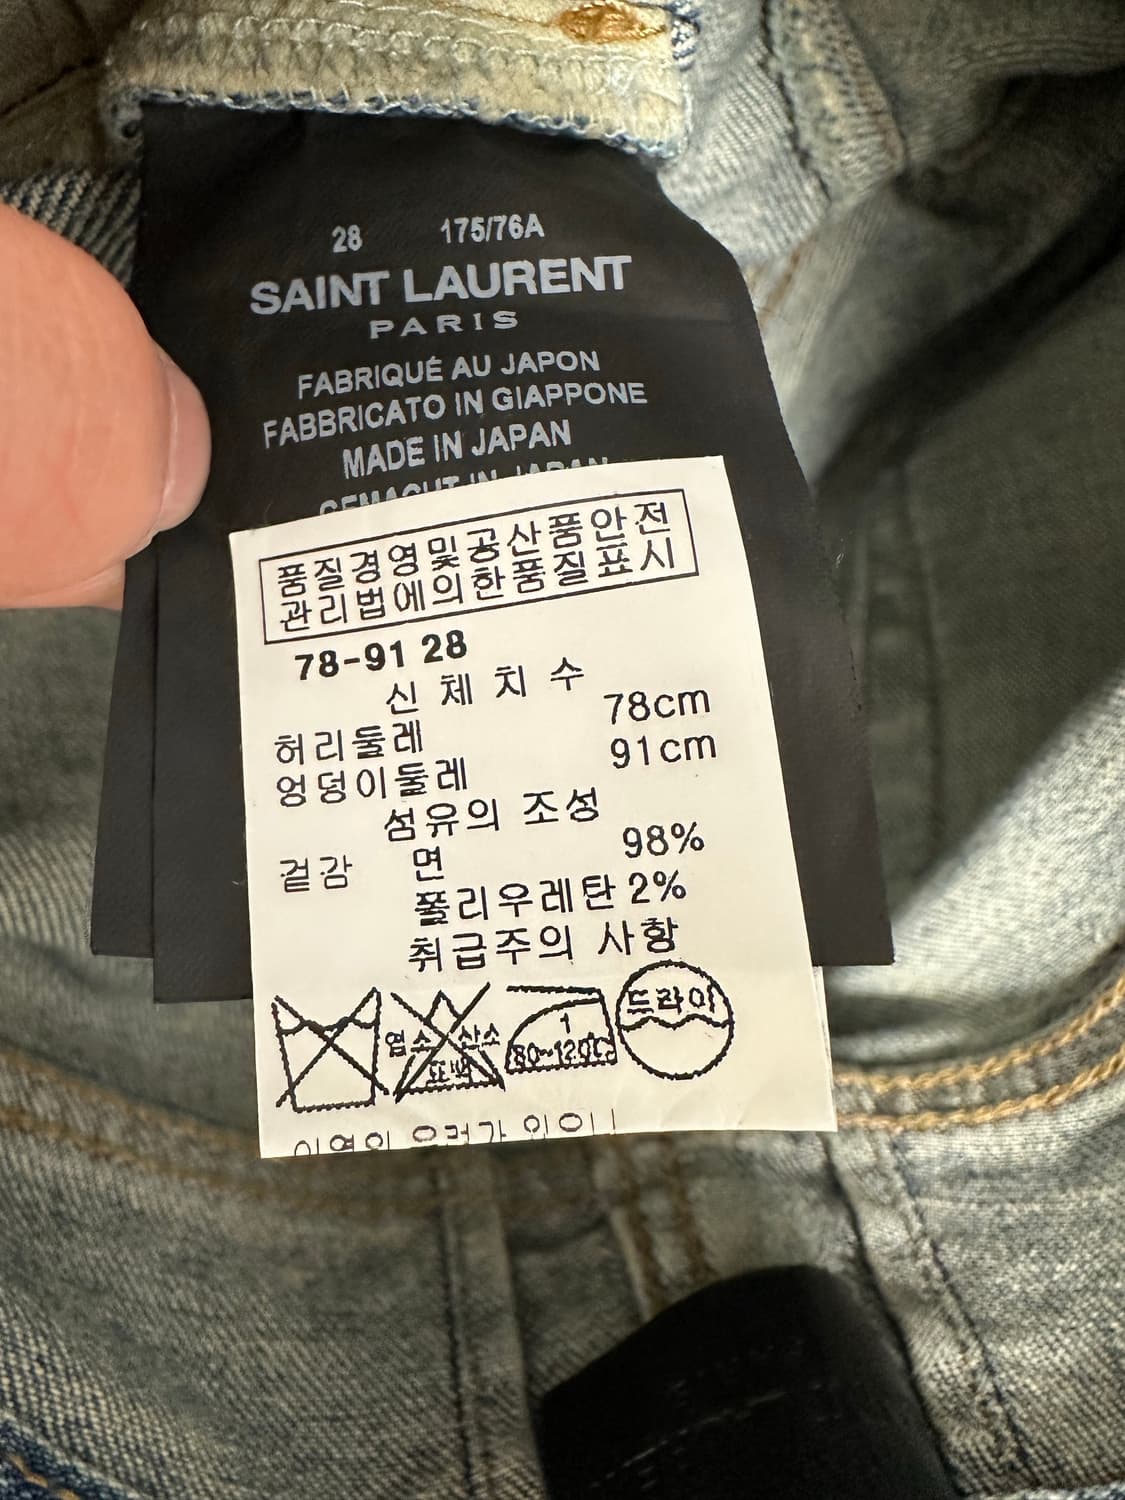 28 175/76A
SAINT LAURENT
PARIS
FABRIQUÉ AU JAPON
FABBRICATO IN GIAPPONE
MADE IN JAPAN
GEMACHT IN JAPAN
품질경영및공산품안전
관리법에의한품질표시
78-91 28
신체치수
허리둘레 78cm
엉덩이둘레 91cm
섬유의 조성
겉감 면 98%
폴리우레탄 2%
취급주의 사항
염소 산소 표백
1
80~120℃
드라이